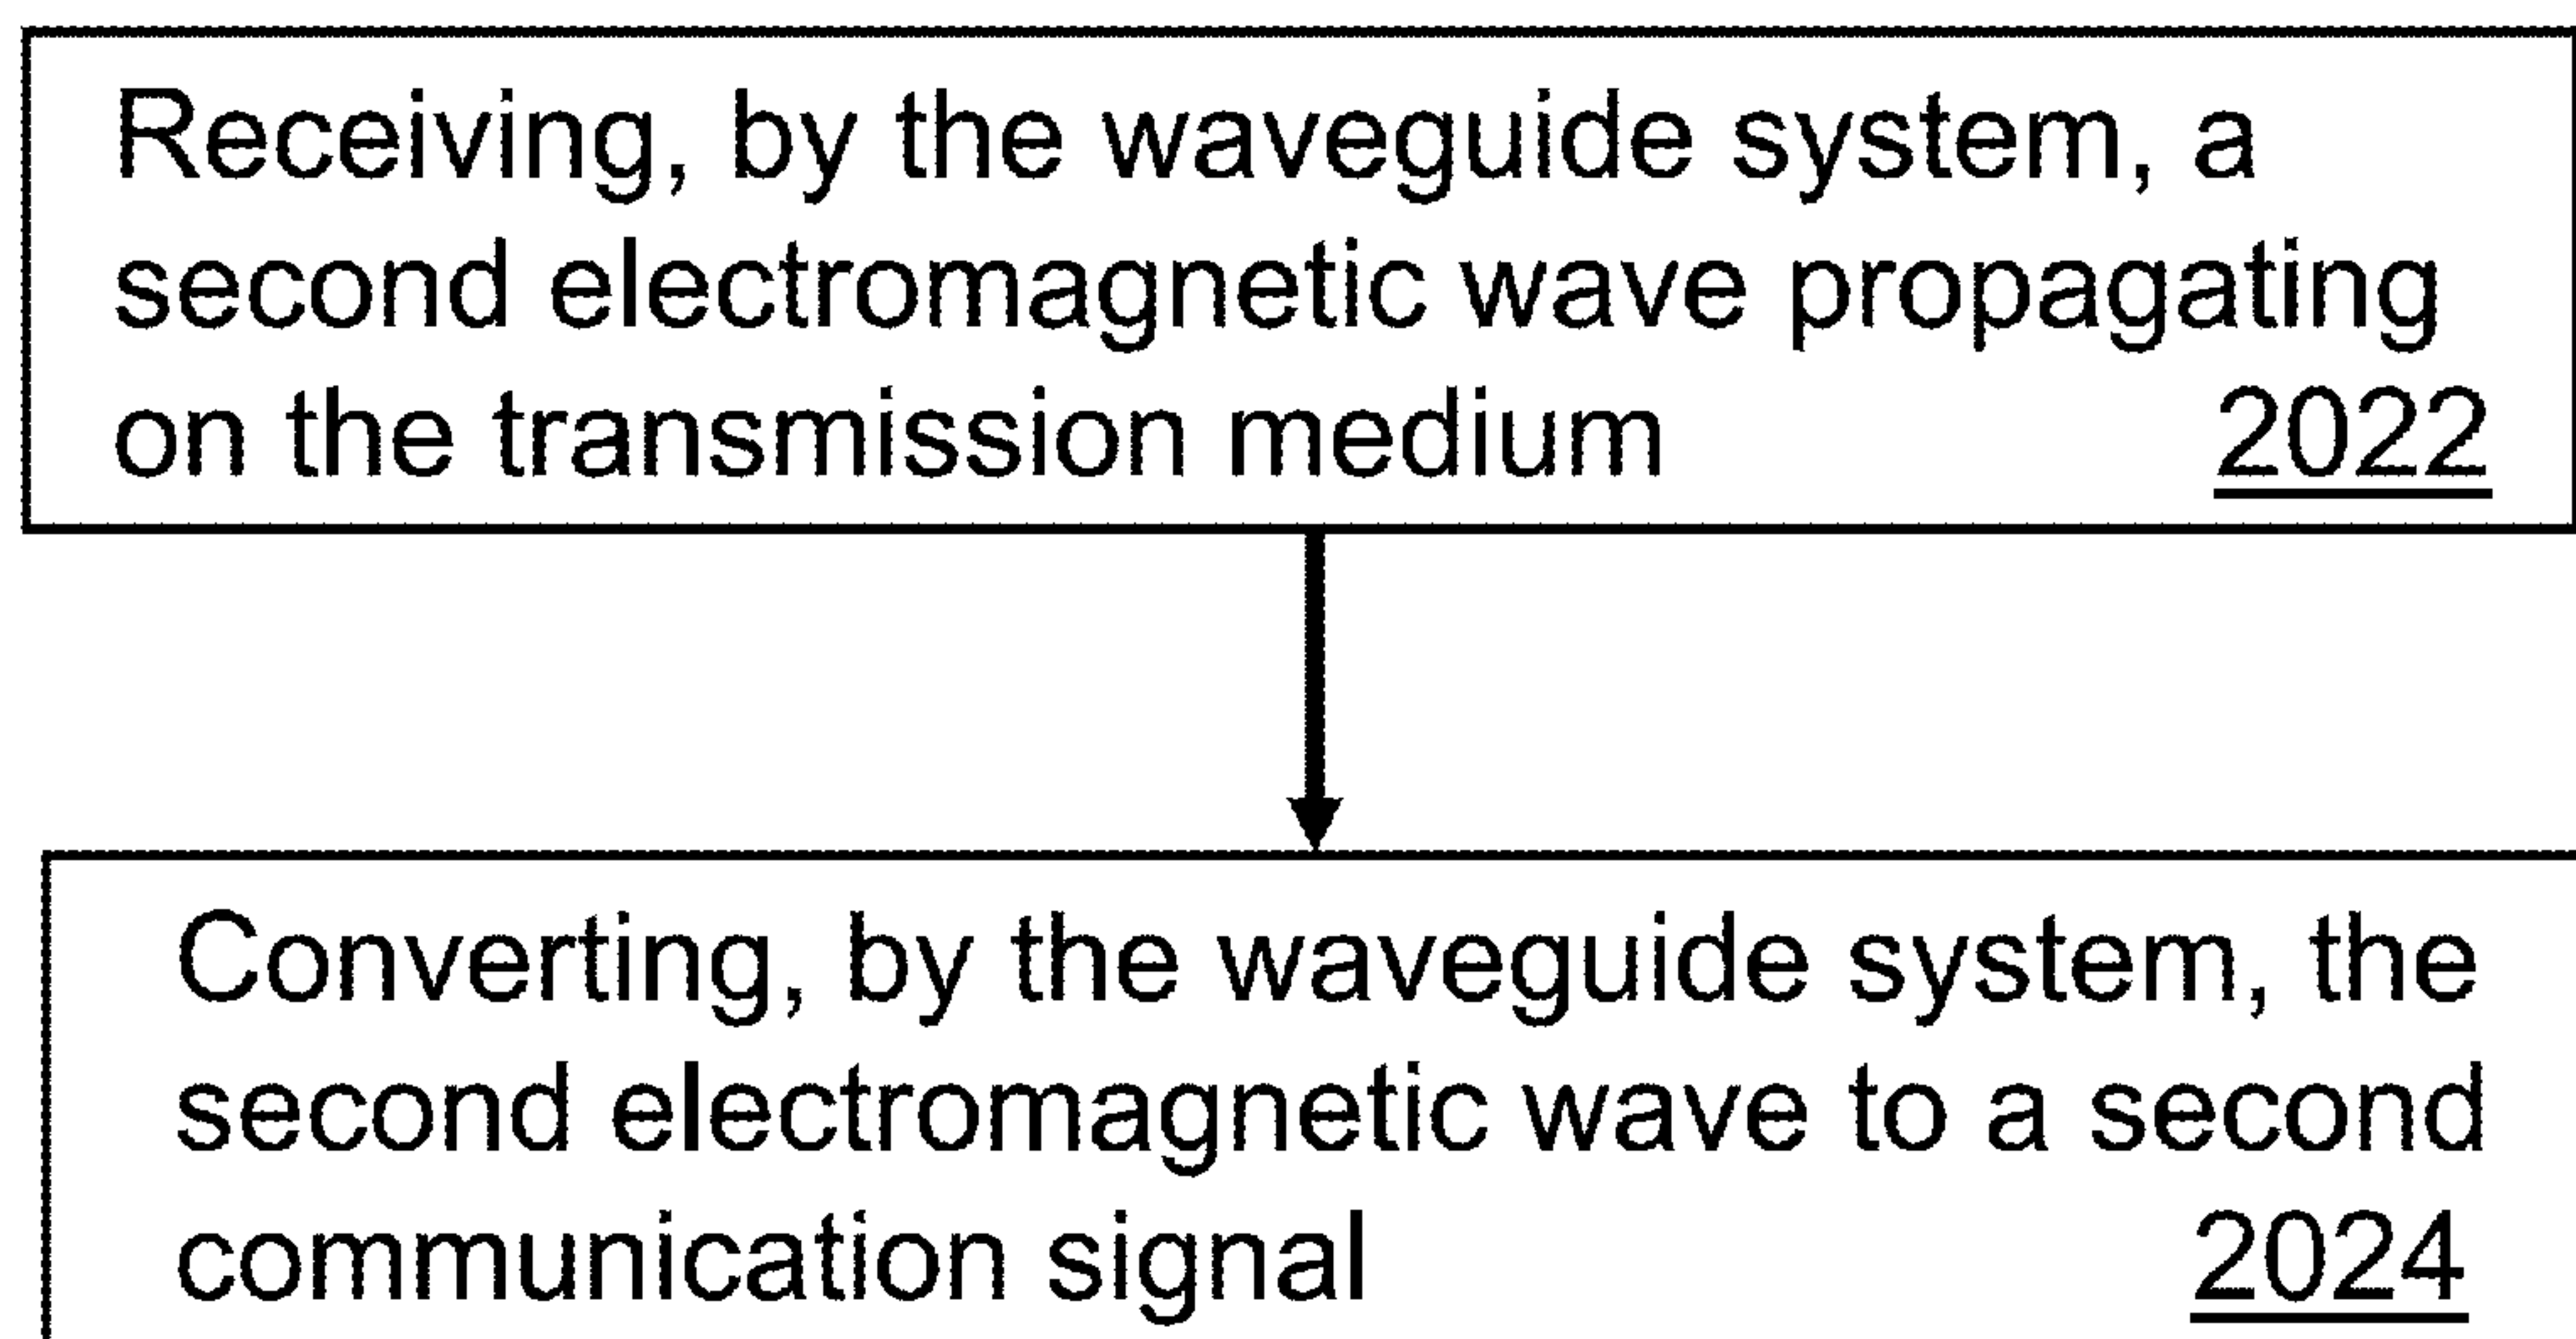 Receiving, by the waveguide system, a
second electromagnetic wave propagating
on the transmission medium 2022
Converting, by the waveguide system, the
second electromagnetic wave to a second
communication signal 2024